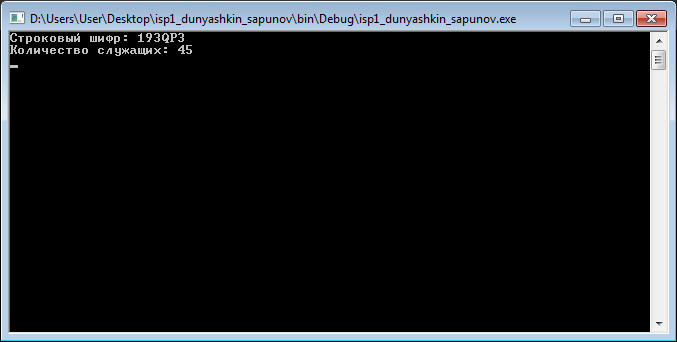 D:\Users\User\Desktop\isp1_dunyashkin_sapunov\bin\Debug\isp1_dunyashkin_sapunov.exe
Строковый шифр: 193QP3
Количество служащих: 45